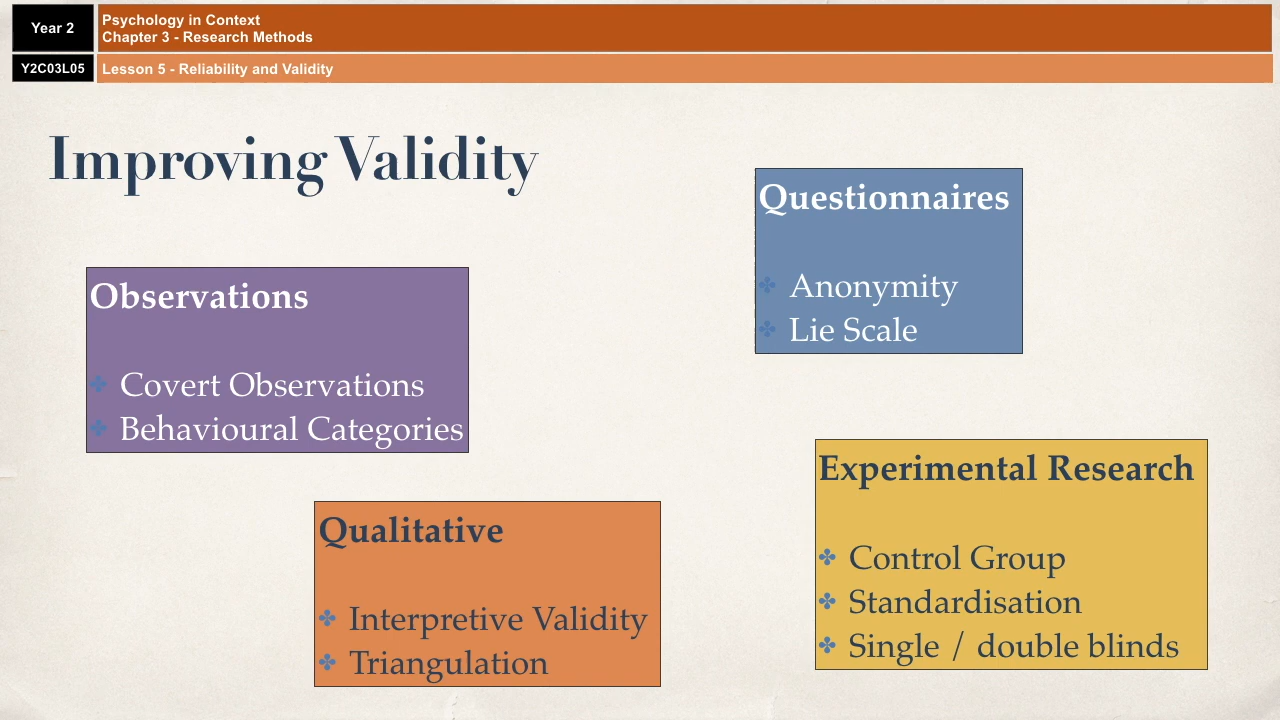 Year 2
Psychology in Context
Chapter 3 - Research Methods
Y2C03L05
Lesson 5 - Reliability and Validity
Improving Validity
Questionnaires
Anonymity
Lie Scale
Observations
Covert Observations
Behavioural Categories
Experimental Research
Control Group
Standardisation
Single / double blinds
Qualitative
Interpretive Validity
Triangulation